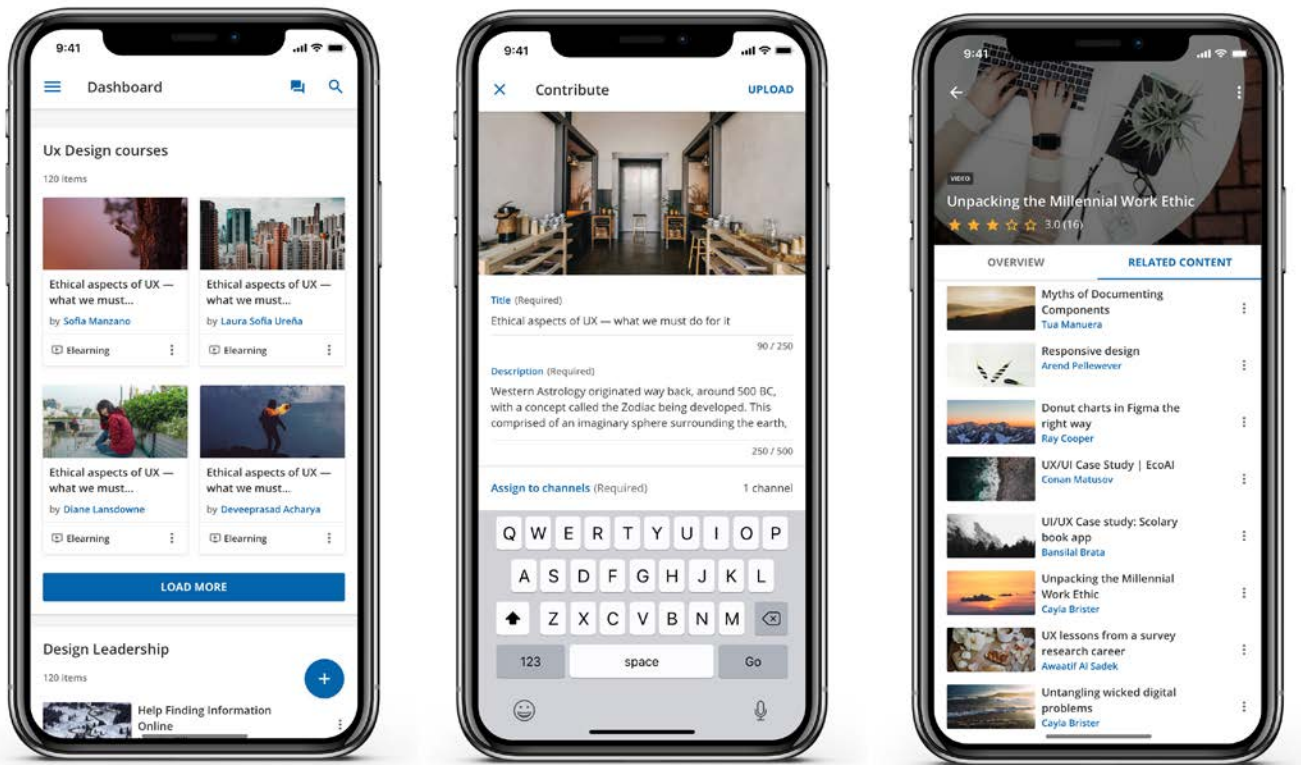 9:41
Dashboard
Ux Design courses
120 items
Ethical aspects of UX —
what we must...
by Sofia Manzano
Elearning
Ethical aspects of UX —
what we must...
by Laura Sofia Ureña
Elearning
Ethical aspects of UX —
what we must...
by Diane Lansdowne
Elearning
Ethical aspects of UX —
what we must...
by Deveeprasad Acharya
Elearning
LOAD MORE
Design Leadership
120 items
+
Help Finding Information
Online
9:41
Contribute
UPLOAD
Title (Required)
Ethical aspects of UX — what we must do for it
90 / 250
Description (Required)
Western Astrology originated way back, around 500 BC,
with a concept called the Zodiac being developed. This
comprised of an imaginary sphere surrounding the earth,
250 / 500
Assign to channels (Required) 1 channel
Q W E R T Y U I O P
A S D F G H J K L
Z X C V B N M
123 space Go
9:41
VIDEO
Unpacking the Millennial Work Ethic
3.0 (16)
OVERVIEW RELATED CONTENT
Myths of Documenting
Components
Tua Manuera
Responsive design
Arend Pellewever
Donut charts in Figma the
right way
Ray Cooper
UX/UI Case Study | EcoAI
Conan Matusov
UI/UX Case study: Scolary
book app
Bansilal Brata
Unpacking the Millennial
Work Ethic
Cayla Brister
UX lessons from a survey
research career
Awaatif Al Sadek
Untangling wicked digital
problems
Cayla Brister